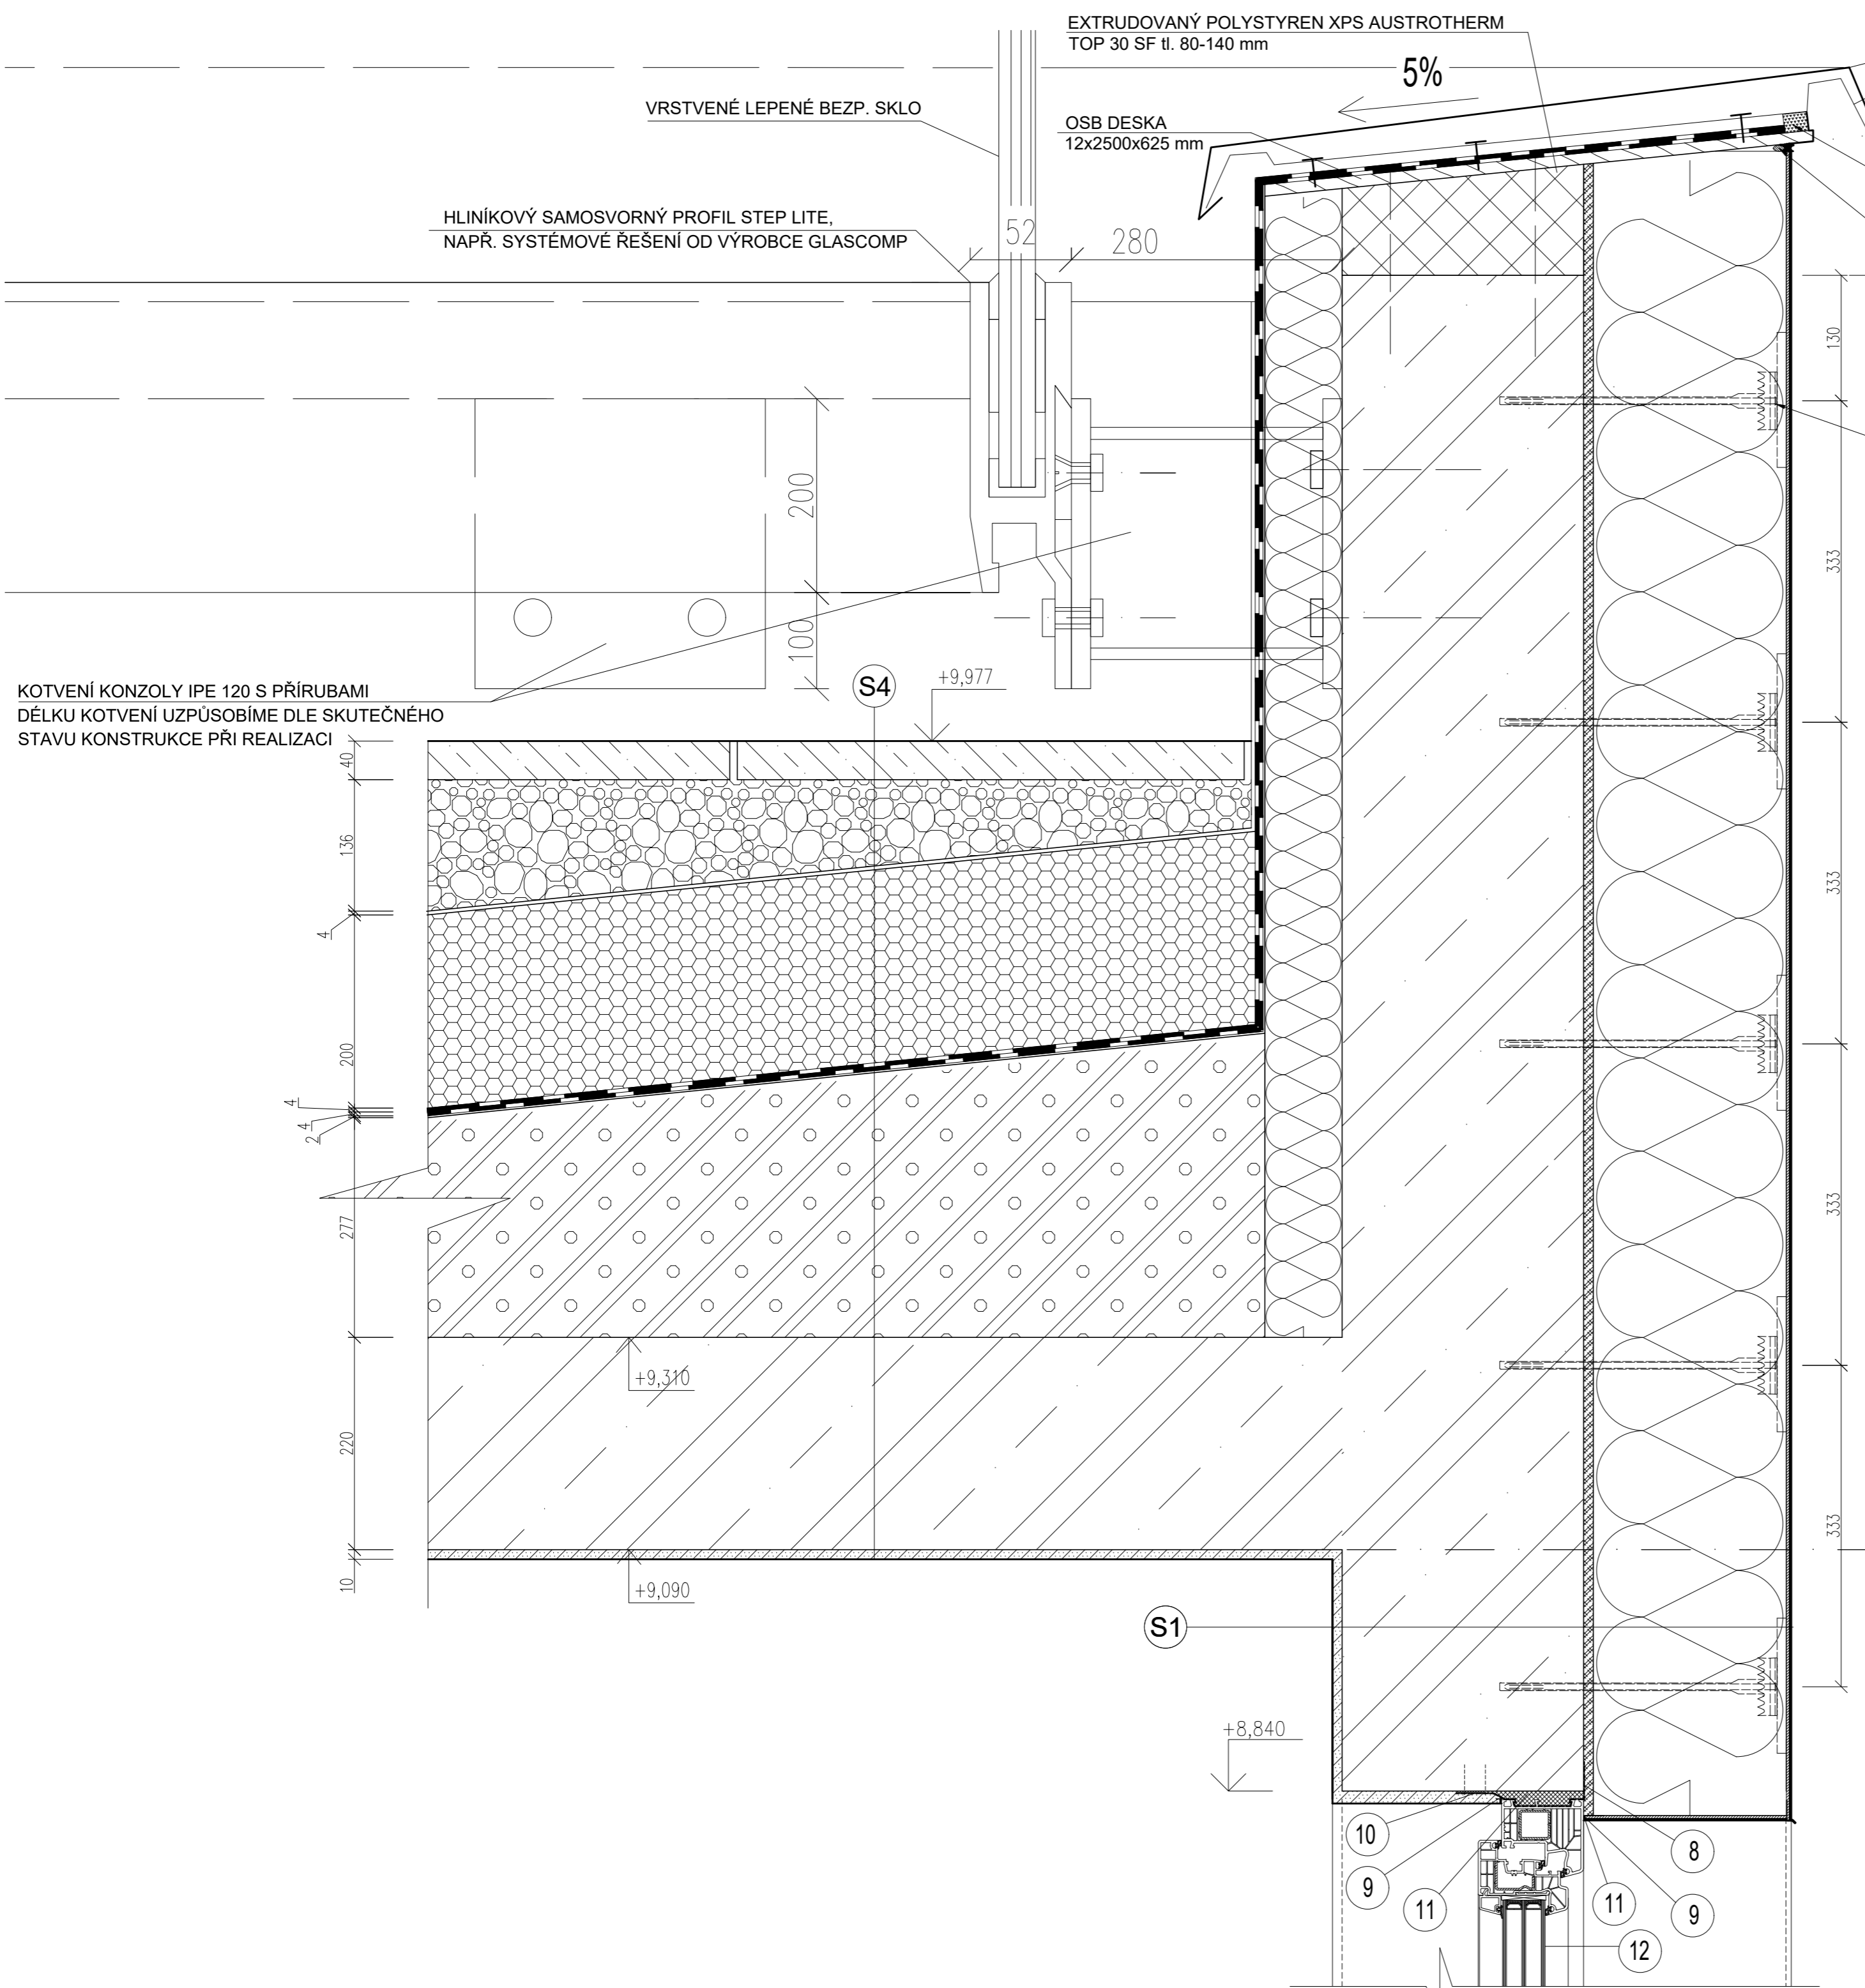 EXTRUDOVANÝ POLYSTYREN XPS AUSTROTHERM
TOP 30 SF tl. 80-140 mm
5%
VRSTVENÉ LEPENÉ BEZP. SKLO
OSB DESKA
12x2500x625 mm
HLINÍKOVÝ SAMOSVORNÝ PROFIL STEP LITE,
NAPŘ. SYSTÉMOVÉ ŘEŠENÍ OD VÝROBCE GLASCOMP
52
280
130
200
333
100
KOTVENÍ KONZOLY IPE 120 S PŘÍRUBAMI
DÉLKU KOTVENÍ UZPŮSOBÍME DLE SKUTEČNÉHO
STAVU KONSTRUKCE PŘI REALIZACI
S4
+9,977
40
136
333
4
200
4
4
2
277
333
+9,310
220
333
10
+9,090
S1
+8,840
10
8
9
11
11
9
12